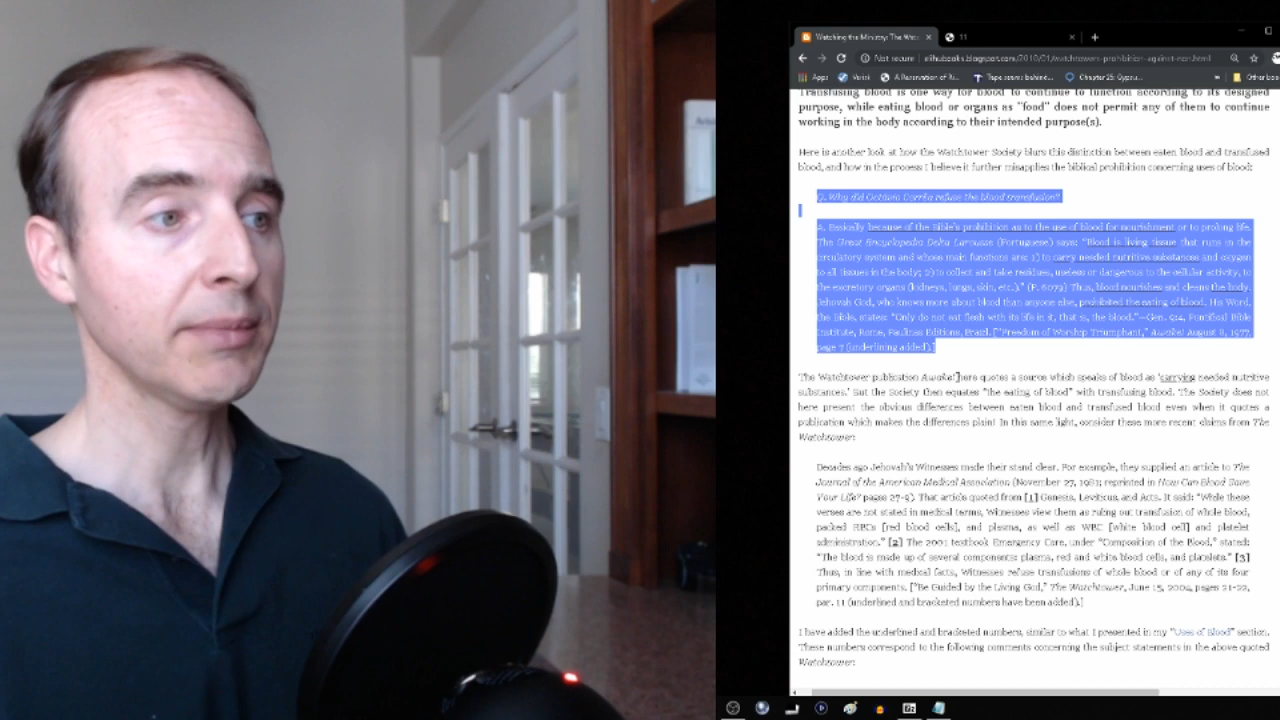 Watching the Ministry: The Wat
11
Not secure | elihubooks.blogspot.com/2010/01/watchtowers-prohibition-against-non.html
Apps
A Reservation of Ri...
Tape seems behind...
Other boo
Transfusing blood is one way for blood to continue to function according to its designed
purpose, while eating blood or organs as "food" does not permit any of them to continue
working in the body according to their intended purpose(s).
Here is another look at how the Watchtower Society blurs this distinction between eaten blood and transfused
blood, and how in the process I believe it further misapplies the biblical prohibition concerning uses of blood:
Q. Why did Corrêa refuse the blood transfusion?
A. Basically because of the Bible's prohibition as to the use of blood for nourishment or to prolong life.
The Great Encyclopedia Delta Larousse (Portuguese) says: "Blood is living tissue that runs in the
circulatory system and whose main functions are: 1) to carry needed nutritive substances and oxygen
to all tissues in the body; 2) to collect and take residues, useless or dangerous to the cellular activity, to
the excretory organs (kidneys, lungs, skin, etc.)." (P. 6073) Thus, blood nourishes and cleans the body.
Jehovah God, who knows more about blood than anyone else, prohibited the eating of blood. His Word,
the Bible, states: "Only do not eat flesh with its life in it, that is, the blood."—Gen. 9:4, Pontifical Bible
Institute, Rome, Paulinas Editions, Brazil. ["Freedom of Worship Triumphant," Awake! August 8, 1977,
page 7 (underlining added).]
The Watchtower publication Awake! here quotes a source which speaks of blood as 'carrying needed nutritive
substances.' But the Society then equates "the eating of blood" with transfusing blood. The Society does not
here present the obvious differences between eaten blood and transfused blood even when it quotes a
publication which makes the differences plain! In this same light, consider these more recent claims from The
Watchtower:
Decades ago Jehovah's Witnesses made their stand clear. For example, they supplied an article to The
Journal of the American Medical Association (November 27, 1981; reprinted in How Can Blood Save
Your Life? pages 27-9). That article quoted from [1] Genesis, Leviticus, and Acts. It said: "While these
verses are not stated in medical terms, Witnesses view them as ruling out transfusion of whole blood,
packed RBCs [red blood cells], and plasma, as well as WBC [white blood cell] and platelet
administration." [2] The 2001 textbook Emergency Care, under "Composition of the Blood," stated:
"The blood is made up of several components: plasma, red and white blood cells, and platelets." [3]
Thus, in line with medical facts, Witnesses refuse transfusions of whole blood or of any of its four
primary components. ["Be Guided by the Living God," The Watchtower, June 15, 2004, pages 21-22,
par. 11 (underlined and bracketed numbers have been added).]
I have added the underlined and bracketed numbers, similar to what I presented in my "Uses of Blood" section.
These numbers correspond to the following comments concerning the subject statements in the above quoted
Watchtower: